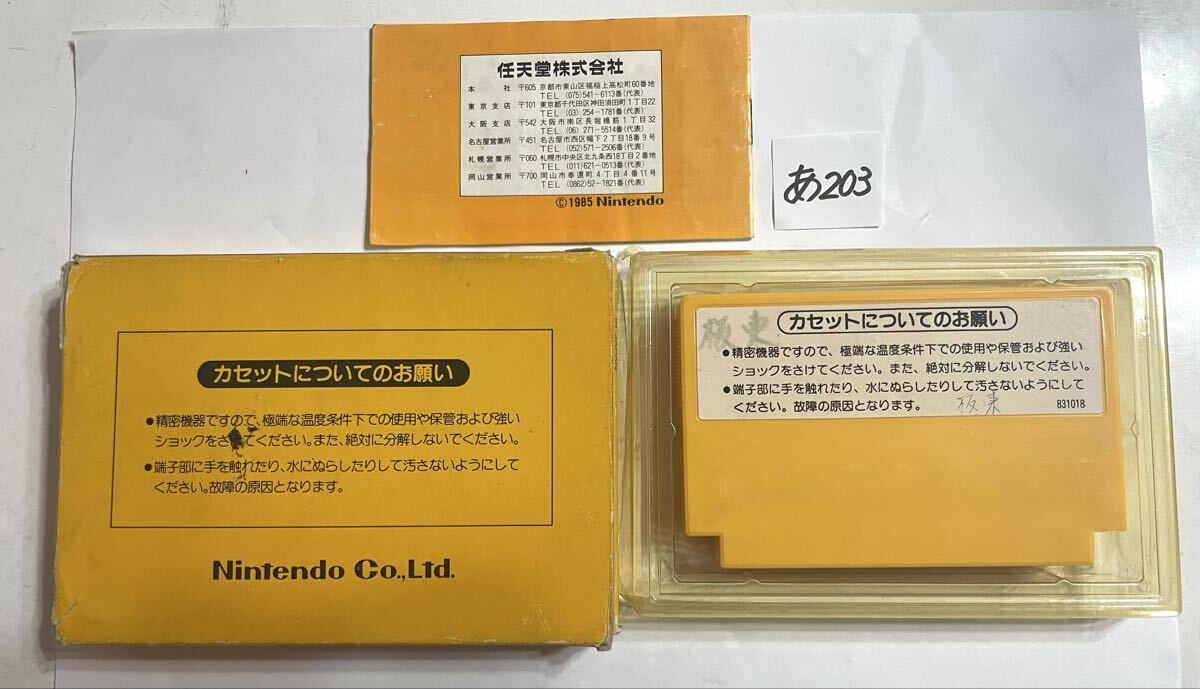 任天堂株式会社
本　　社 〒605 京都市東山区福稲上高松町60番地
TEL (075)541-6113番(代表)
東京支店 〒101 東京都千代田区神田須田町1丁目22
TEL (03) 254-1781番(代表)
大阪支店 〒542 大阪市南区長堀橋筋1丁目32
TEL (06) 271-5514番(代表)
名古屋営業所 〒451 名古屋市西区幅下2丁目18番9号
TEL (052)571-2506番(代表)
札幌営業所 〒060 札幌市中央区北九条西18丁目2番地
TEL (011)621-0513番(代表)
岡山営業所 〒700 岡山市奉還町4丁目4番11号
TEL (0862)52-1821番(代表)
©1985 Nintendo
あ203
カセットについてのお願い
●精密機器ですので、極端な温度条件下での使用や保管および強い
ショックをさけてください。また、絶対に分解しないでください。
●端子部に手を触れたり、水にぬらしたりして汚さないようにして
ください。故障の原因となります。
Nintendo Co.,Ltd.
板東
カセットについてのお願い
●精密機器ですので、極端な温度条件下での使用や保管および強い
ショックをさけてください。また、絶対に分解しないでください。
●端子部に手を触れたり、水にぬらしたりして汚さないようにして
ください。故障の原因となります。
板東
831018